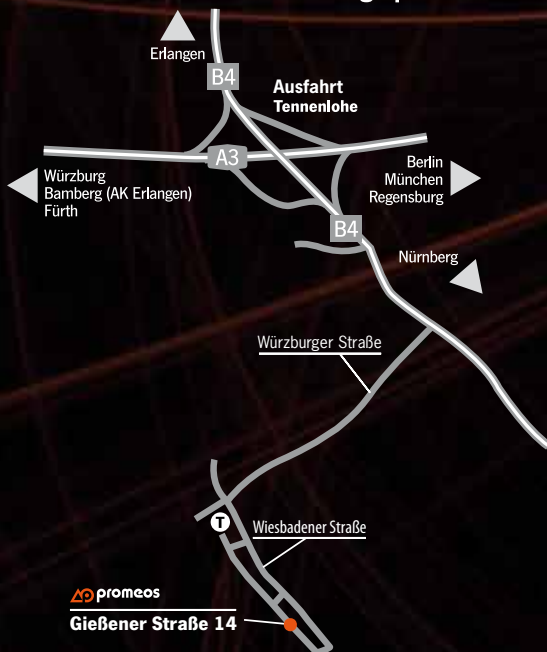 Erlangen
B4
Ausfahrt
Tennenlohe
A3
Würzburg
Bamberg (AK Erlangen)
Fürth
Berlin
München
Regensburg
B4
Nürnberg
Würzburger Straße
T
Wiesbadener Straße
promeos
Gießener Straße 14